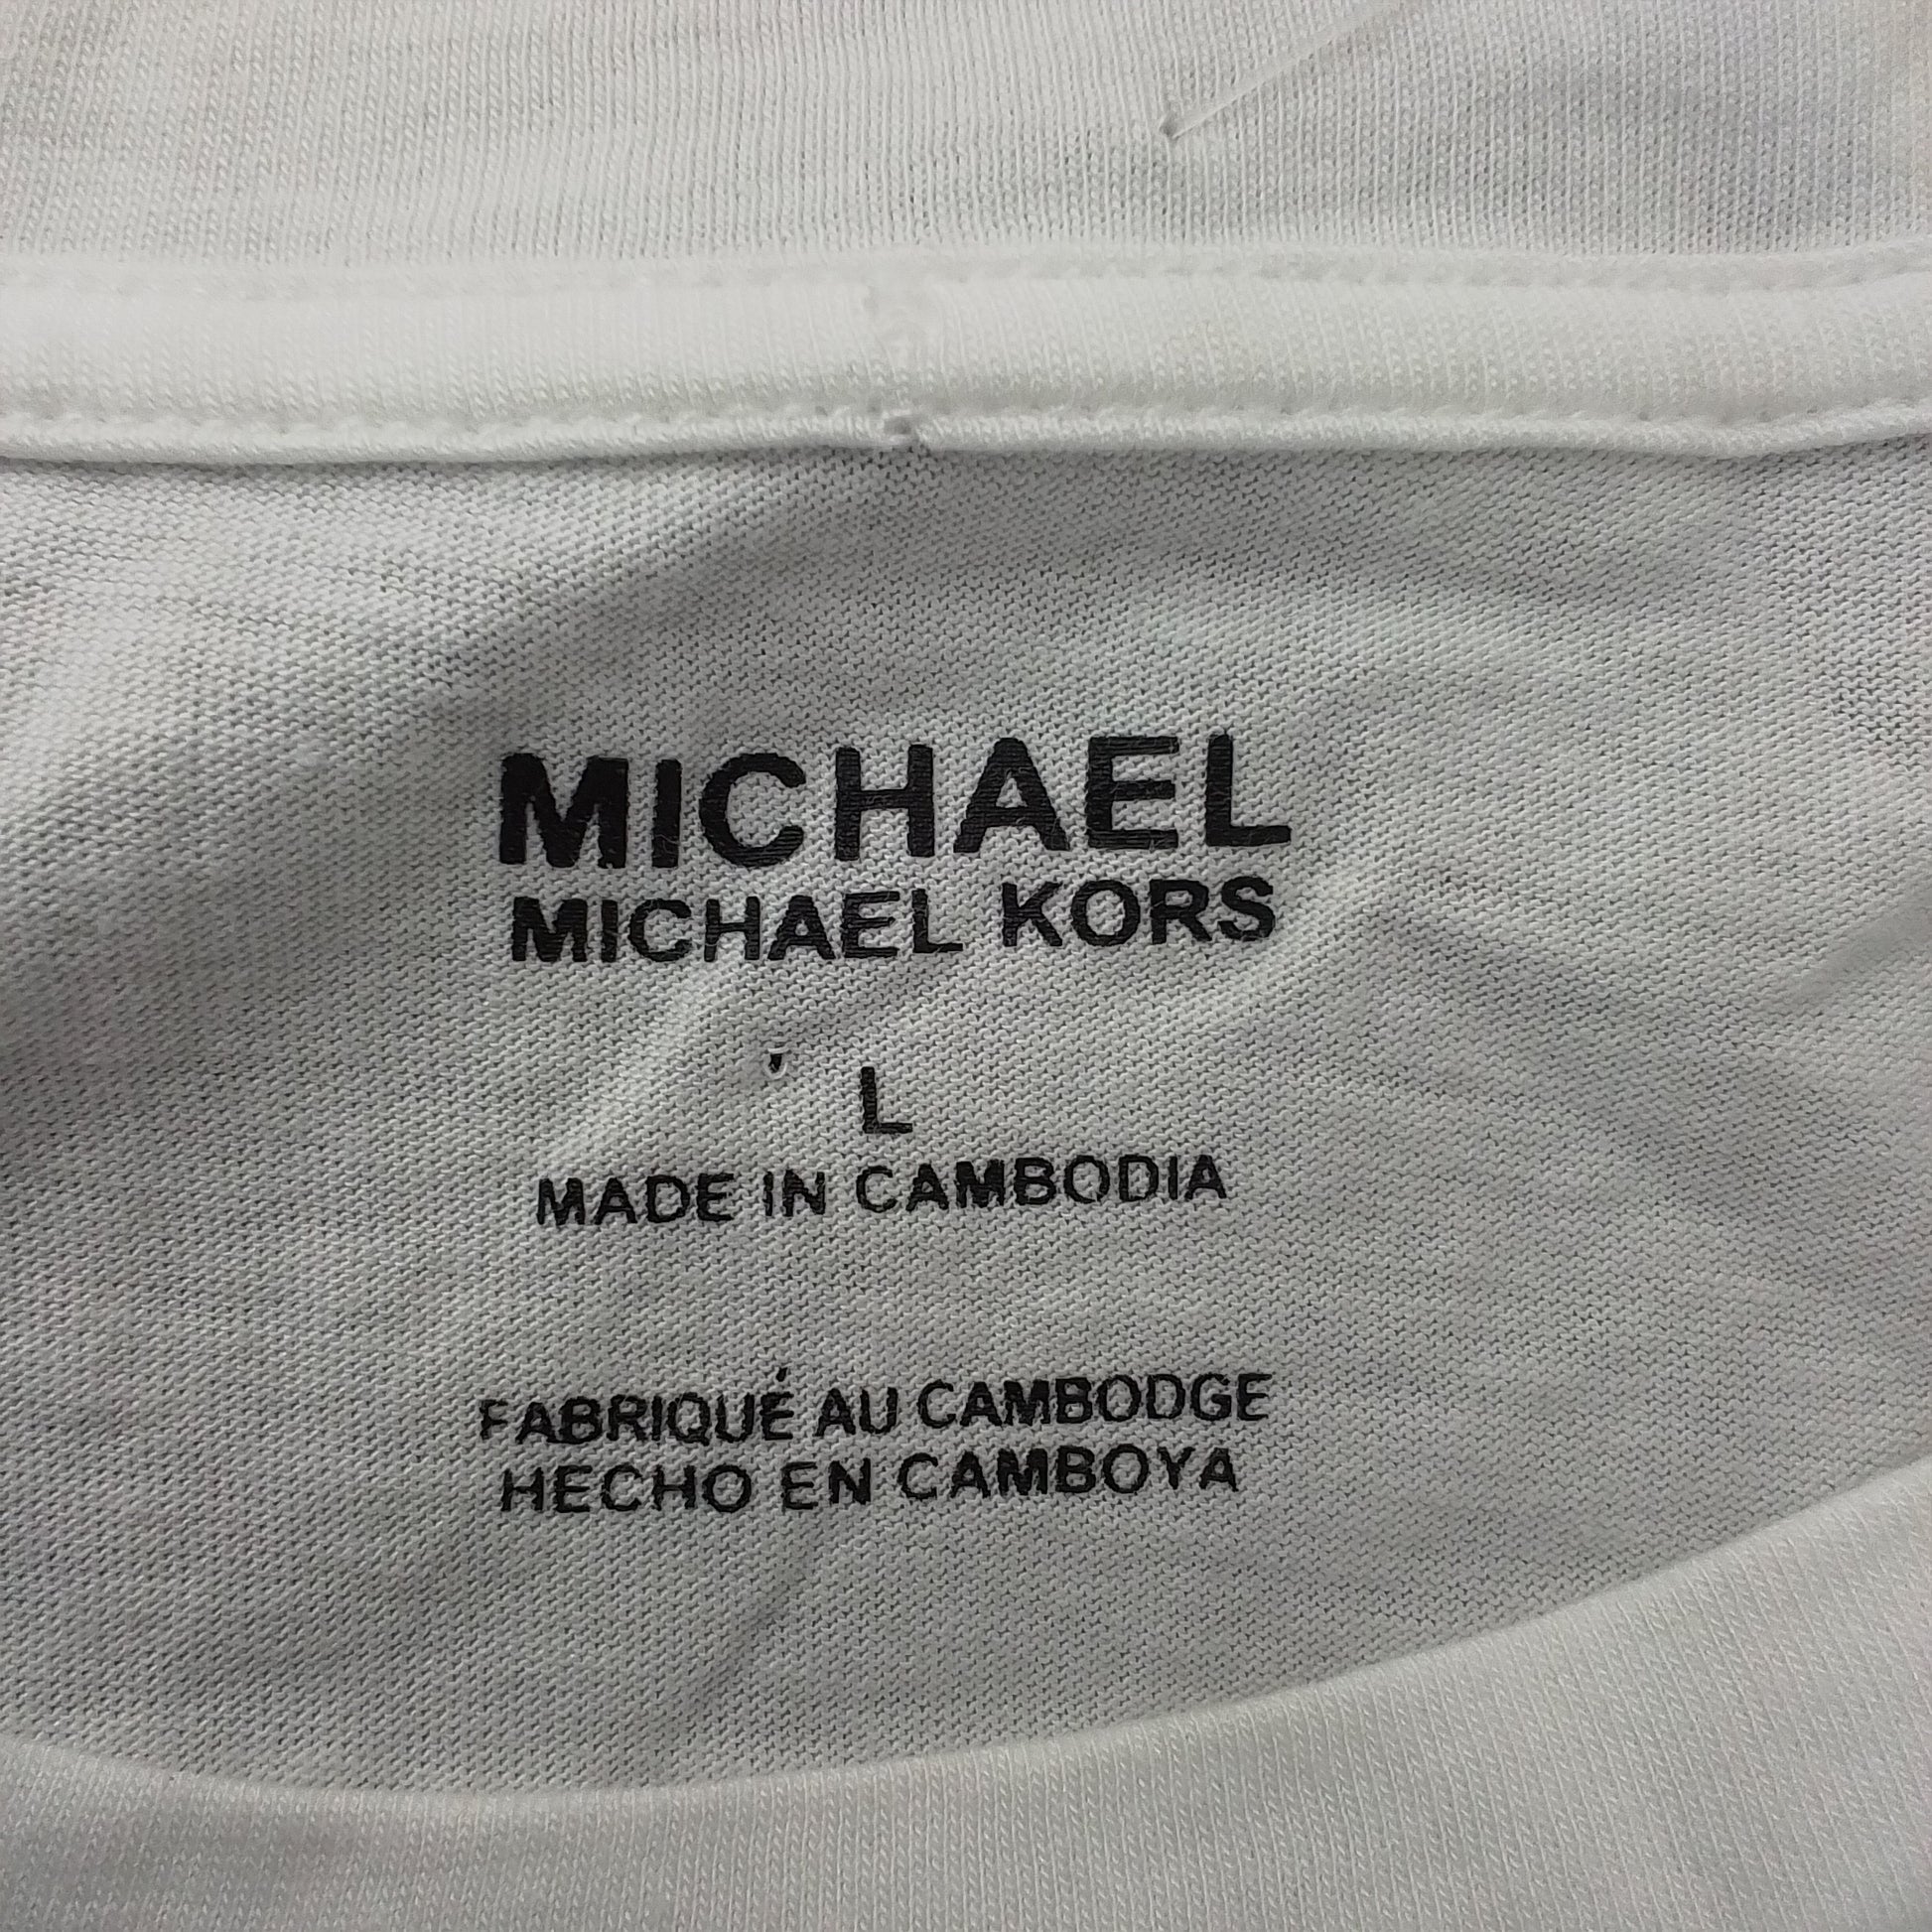 MICHAEL
MICHAEL KORS
L
MADE IN CAMBODIA
FABRIQUÉ AU CAMBODGE
HECHO EN CAMBOYA